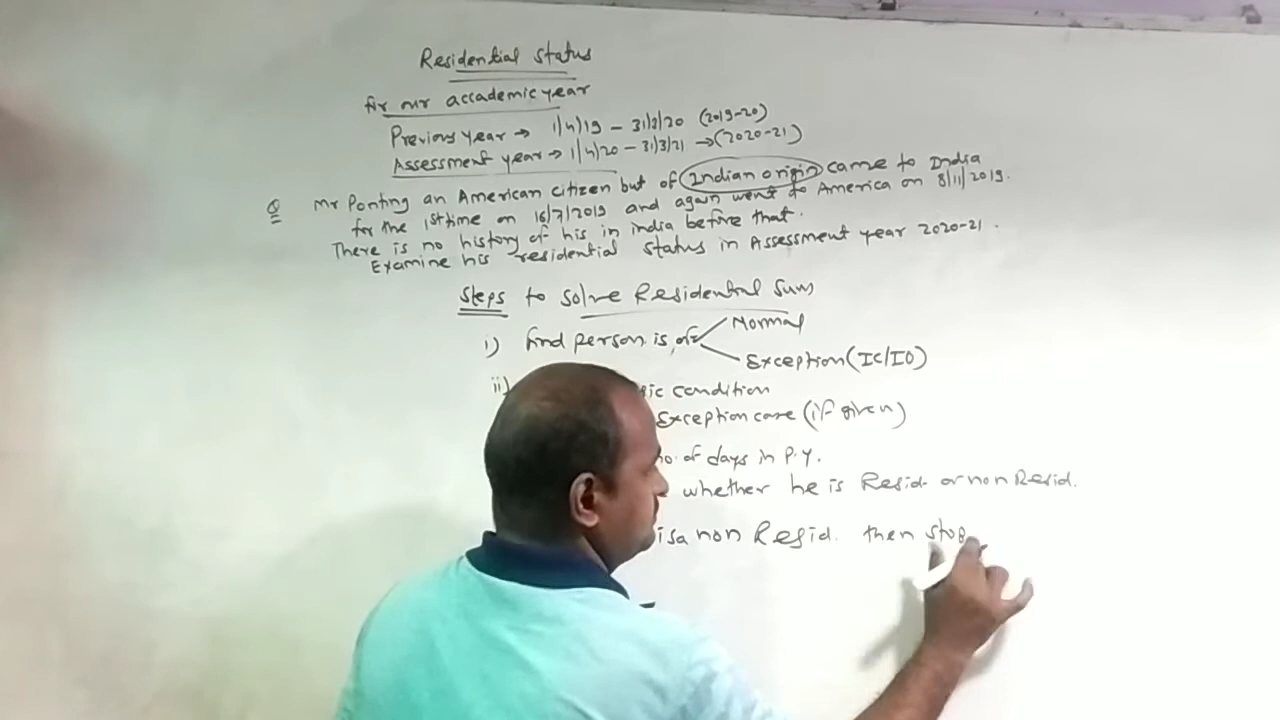 Residential Status
for our accademic year
Previous year → 1/4/19 - 31/3/20 (2019-20)
Assessment year → 1/4/20 - 31/3/21 → (2020-21)
Q Mr Ponting an American citizen but of Indian origin came to India
for the 1st time on 16/7/2019 and again went to America on 8/11/2019.
There is no history of his in india before that.
Examine his residential status in Assessment year 2020-21.
Steps to solve Residential Sum
i) find person is of Normal
Exception (IC/IO)
ii) condition
Exception case (if given)
no. of days in P.Y.
whether he is Resid. or non Resid.
is a non Resid. then stop